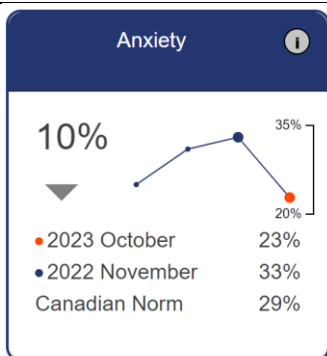 Anxiety
i
10%
35%
20%
2023 October 23%
2022 November 33%
Canadian Norm 29%